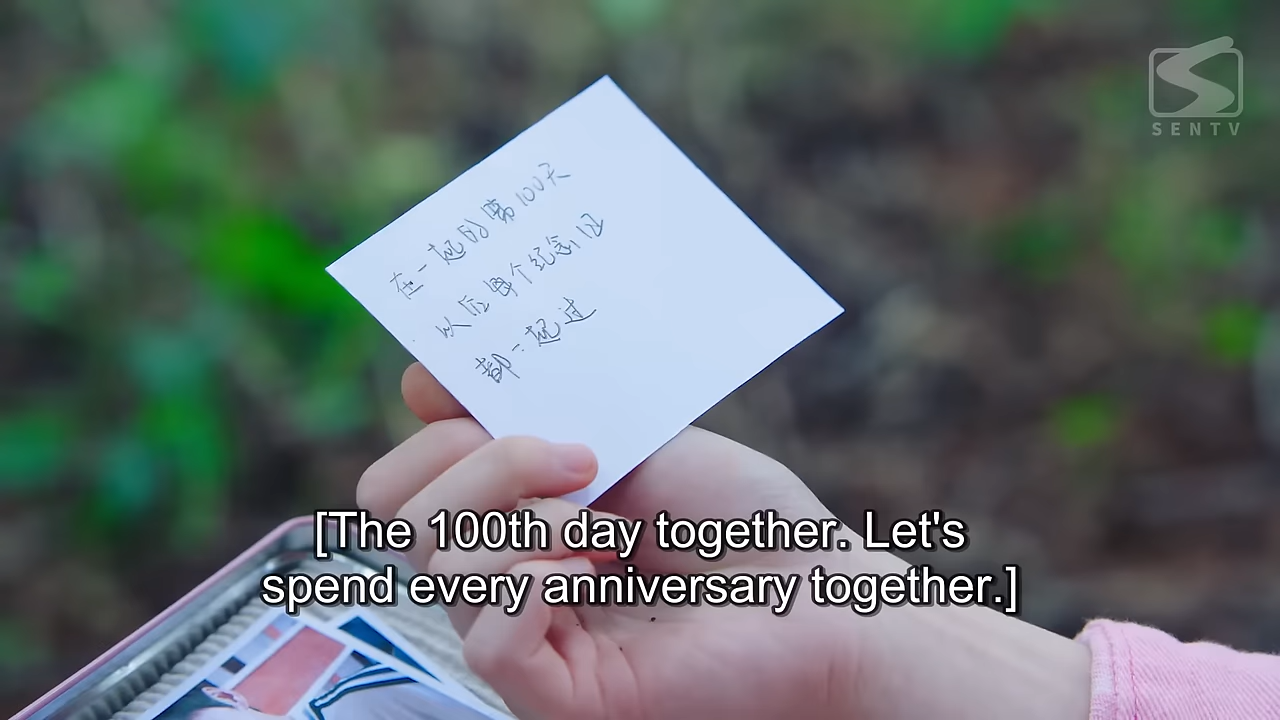 SENTV
在一起的第100天
以后每个纪念日
都一起过
[The 100th day together. Let's
spend every anniversary together.]